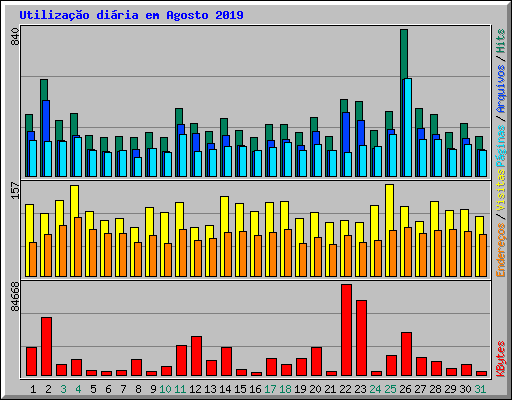 Utilização diária em Agosto 2019
840
157
84668
Endereços / Visitas Páginas / Arquivos / Hits
KBytes
1 2 3 4 5 6 7 8 9 10 11 12 13 14 15 16 17 18 19 20 21 22 23 24 25 26 27 28 29 30 31